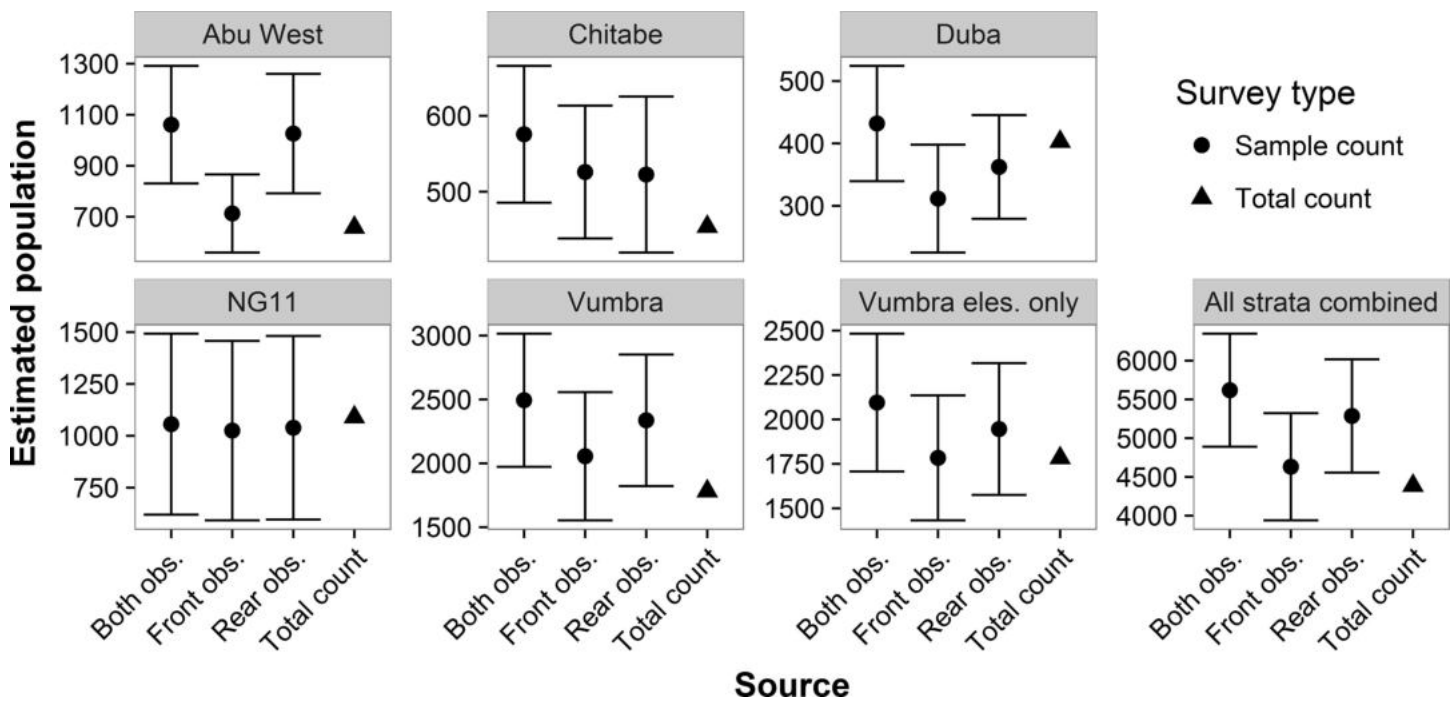 Estimated population
Abu West
1300
1100
900
700
Chitabe
600
500
Duba
500
400
300
Survey type
Sample count
Total count
NG11
1500
1250
1000
750
Vumbra
3000
2500
2000
1500
Vumbra eles. only
2500
2250
2000
1750
1500
All strata combined
6000
5500
5000
4500
4000
Both obs.
Front obs.
Rear obs.
Total count
Both obs.
Front obs.
Rear obs.
Total count
Both obs.
Front obs.
Rear obs.
Total count
Both obs.
Front obs.
Rear obs.
Total count
Source